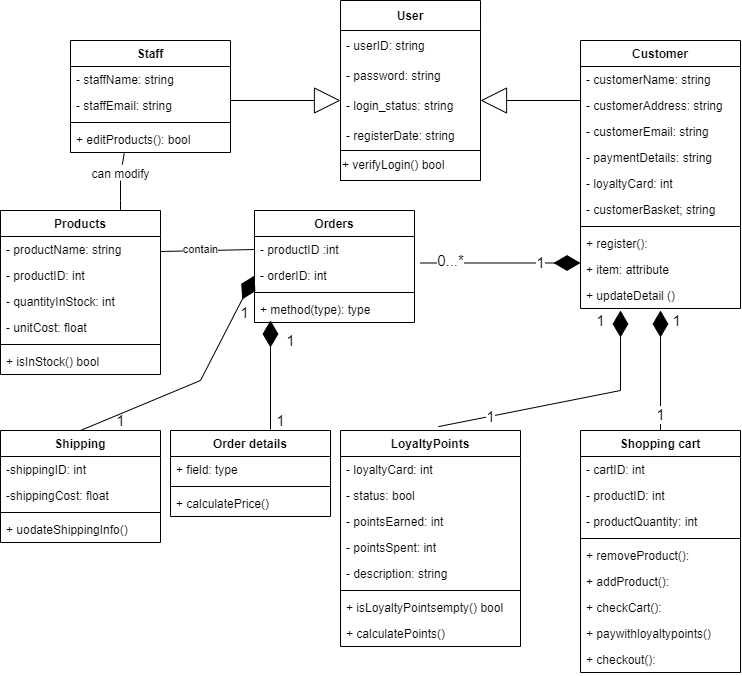 User
- userID: string
- password: string
- login_status: string
- registerDate: string
+ verifyLogin() bool
Staff
- staffName: string
- staffEmail: string
+ editProducts(): bool
Customer
- customerName: string
- customerAddress: string
- customerEmail: string
- paymentDetails: string
- loyaltyCard: int
- customerBasket; string
+ register():
+ item: attribute
+ updateDetail ()
can modify
Products
- productName: string
- productID: int
- quantityInStock: int
- unitCost: float
+ isInStock() bool
contain
Orders
- productID :int
- orderID: int
+ method(type): type
0...*
1
1
1
1
1
1
1
1
1
Shipping
-shippingID: int
-shippingCost: float
+ uodateShippingInfo()
Order details
+ field: type
+ calculatePrice()
LoyaltyPoints
- loyaltyCard: int
- status: bool
- pointsEarned: int
- pointsSpent: int
- description: string
+ isLoyaltyPointsempty() bool
+ calculatePoints()
Shopping cart
- cartID: int
- productID: int
- productQuantity: int
+ removeProduct():
+ addProduct():
+ checkCart():
+ paywithloyaltypoints()
+ checkout():